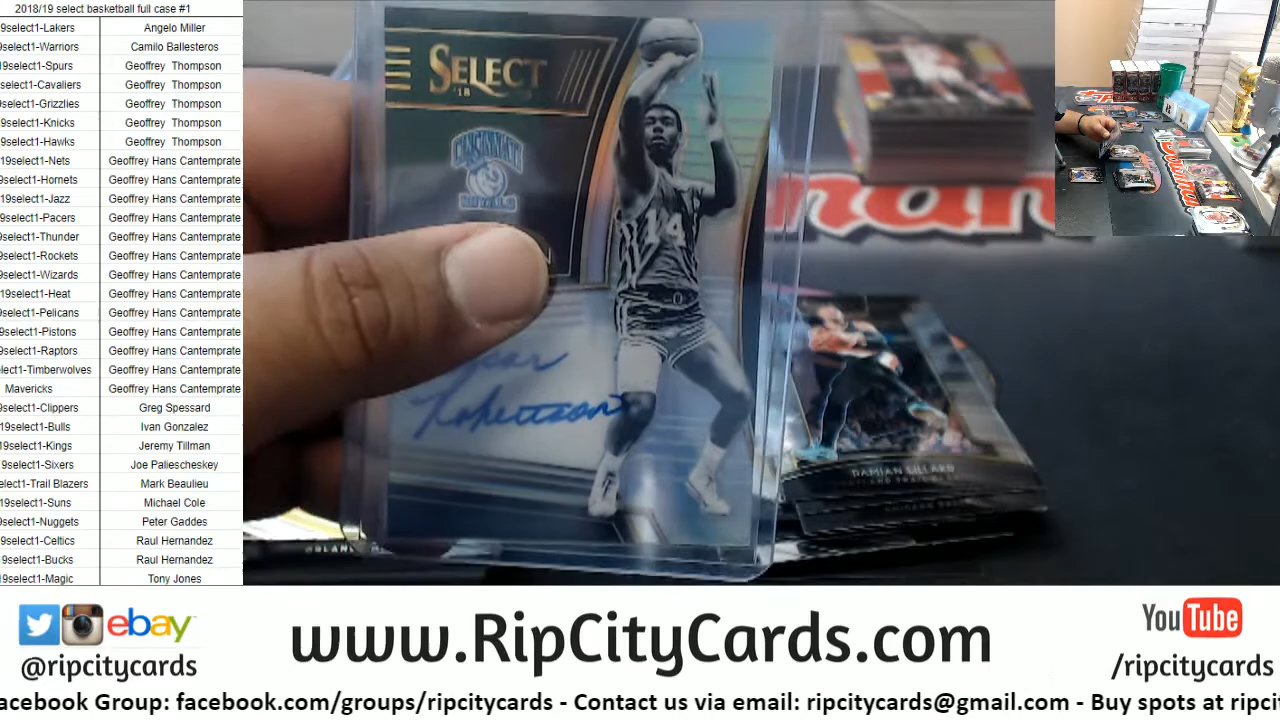 2018/19 select basketball full case #1
9select1-Lakers Angelo Miller
9select1-Warriors Camilo Ballesteros
9select1-Spurs Geoffrey Thompson
select1-Cavaliers Geoffrey Thompson
9select1-Grizzlies Geoffrey Thompson
9select1-Knicks Geoffrey Thompson
19select1-Hawks Geoffrey Thompson
19select1-Nets Geoffrey Hans Cantemprate
9select1-Hornets Geoffrey Hans Cantemprate
19select1-Jazz Geoffrey Hans Cantemprate
9select1-Pacers Geoffrey Hans Cantemprate
9select1-Thunder Geoffrey Hans Cantemprate
9select1-Rockets Geoffrey Hans Cantemprate
9select1-Wizards Geoffrey Hans Cantemprate
19select1-Heat Geoffrey Hans Cantemprate
9select1-Pelicans Geoffrey Hans Cantemprate
9select1-Pistons Geoffrey Hans Cantemprate
9select1-Raptors Geoffrey Hans Cantemprate
lect1-Timberwolves Geoffrey Hans Cantemprate
Mavericks Geoffrey Hans Cantemprate
9select1-Clippers Greg Spessard
19select1-Bulls Ivan Gonzalez
19select1-Kings Jeremy Tillman
9select1-Sixers Joe Paliescheskey
elect1-Trail Blazers Mark Beaulieu
19select1-Suns Michael Cole
9select1-Nuggets Peter Gaddes
9select1-Celtics Raul Hernandez
9select1-Bucks Raul Hernandez
19select1-Magic Tony Jones
SELECT
'18
CINCINNATI
ROYALS
14
Robertson
DAMIAN LILLARD
ebay
@ripcitycards
www.RipCityCards.com
YouTube
/ripcitycards
acebook Group: facebook.com/groups/ripcitycards - Contact us via email: ripcitycards@gmail.com - Buy spots at ripci